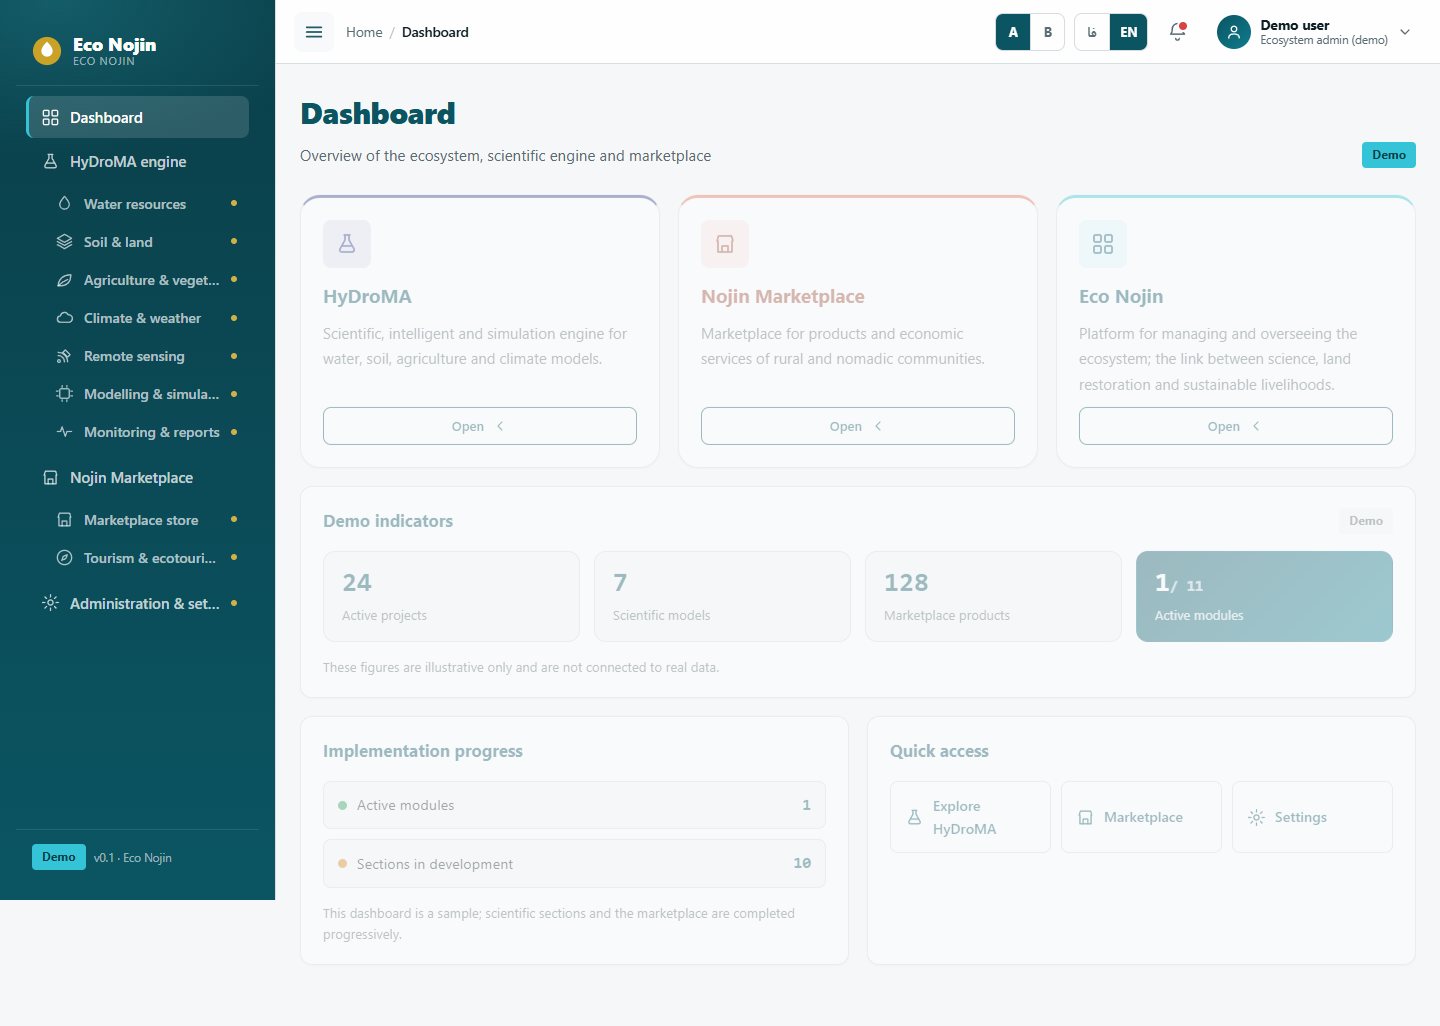 Eco Nojin
ECO NOJIN
Dashboard
HyDroMA engine
Water resources
Soil & land
Agriculture & veget...
Climate & weather
Remote sensing
Modelling & simula...
Monitoring & reports
Nojin Marketplace
Marketplace store
Tourism & ecotouri...
Administration & set...
Demo v0.1 · Eco Nojin
Home / Dashboard
A B فا EN
Demo user
Ecosystem admin (demo)
Dashboard
Overview of the ecosystem, scientific engine and marketplace
Demo
HyDroMA
Scientific, intelligent and simulation engine for
water, soil, agriculture and climate models.
Open
Nojin Marketplace
Marketplace for products and economic
services of rural and nomadic communities.
Open
Eco Nojin
Platform for managing and overseeing the
ecosystem; the link between science, land
restoration and sustainable livelihoods.
Open
Demo indicators
Demo
24
Active projects
7
Scientific models
128
Marketplace products
1/ 11
Active modules
These figures are illustrative only and are not connected to real data.
Implementation progress
Active modules 1
Sections in development 10
This dashboard is a sample; scientific sections and the marketplace are completed
progressively.
Quick access
Explore
HyDroMA
Marketplace
Settings